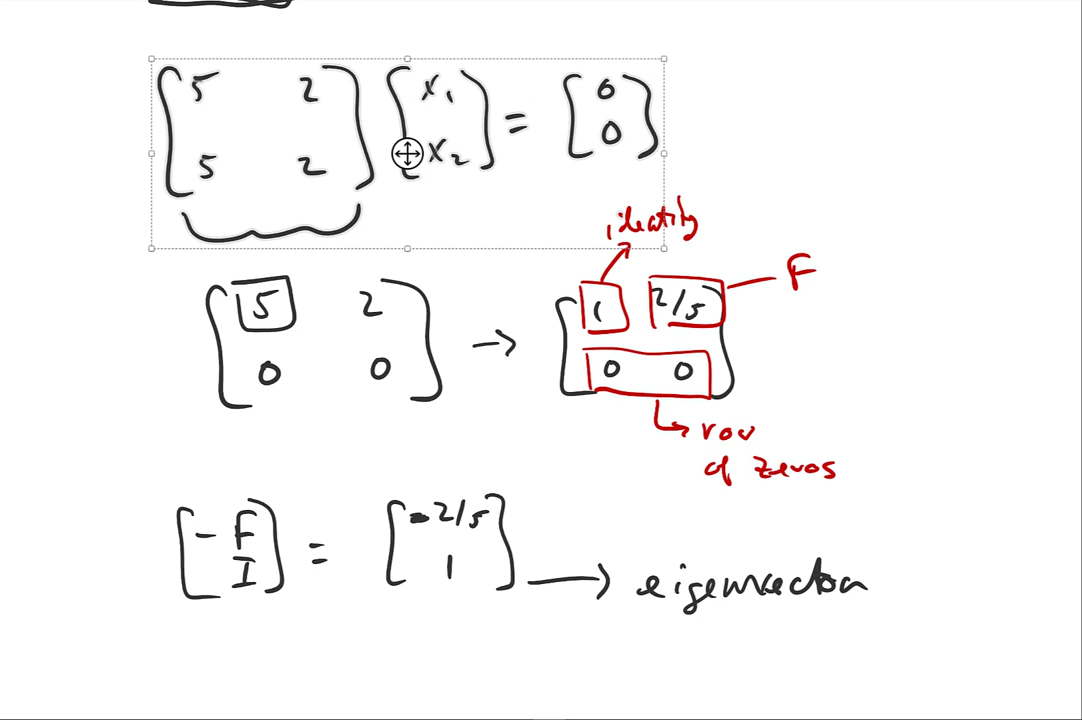 [5 2 / 5 2] [x₁ / x₂] = [0 / 0]
identity
[5 2 / 0 0] → [1 2/5 / 0 0] — F
row
of zeros
[-F / I] = [-2/5 / 1] → eigenvector